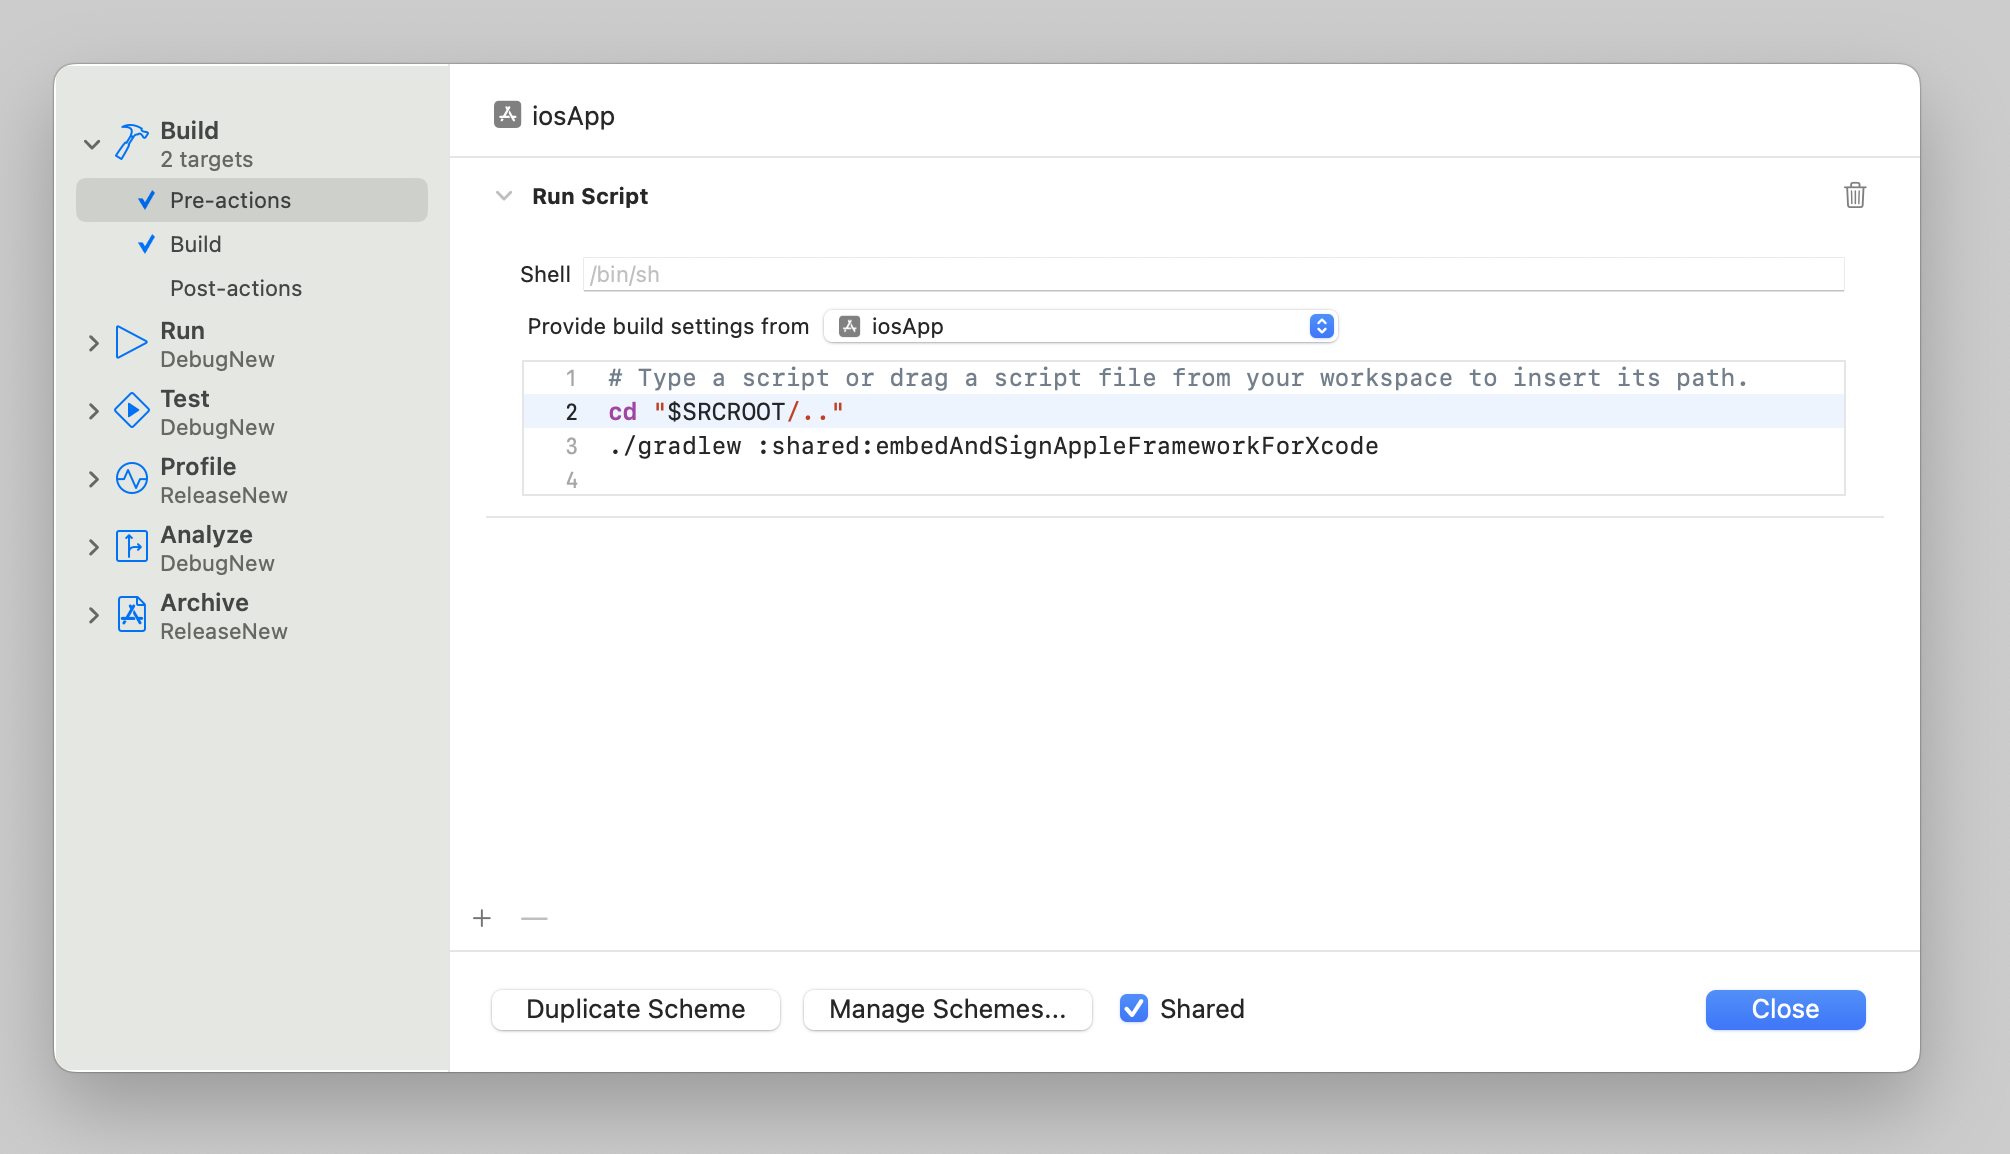 Build
2 targets
Pre-actions
Build
Post-actions
Run
DebugNew
Test
DebugNew
Profile
ReleaseNew
Analyze
DebugNew
Archive
ReleaseNew
iosApp
Run Script
Shell /bin/sh
Provide build settings from iosApp
1 # Type a script or drag a script file from your workspace to insert its path.
2 cd "$SRCROOT/.."
3 ./gradlew :shared:embedAndSignAppleFrameworkForXcode
4
Duplicate Scheme Manage Schemes... Shared Close